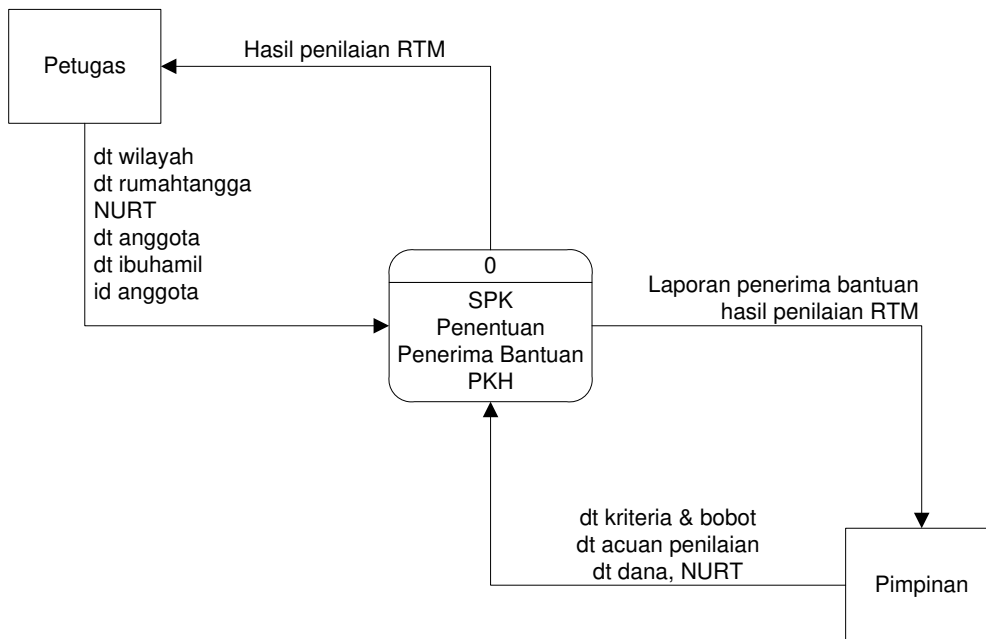 Petugas
Hasil penilaian RTM
dt wilayah
dt rumahtangga
NURT
dt anggota
dt ibuhamil
id anggota
0
SPK
Penentuan
Penerima Bantuan
PKH
Laporan penerima bantuan
hasil penilaian RTM
dt kriteria & bobot
dt acuan penilaian
dt dana, NURT
Pimpinan